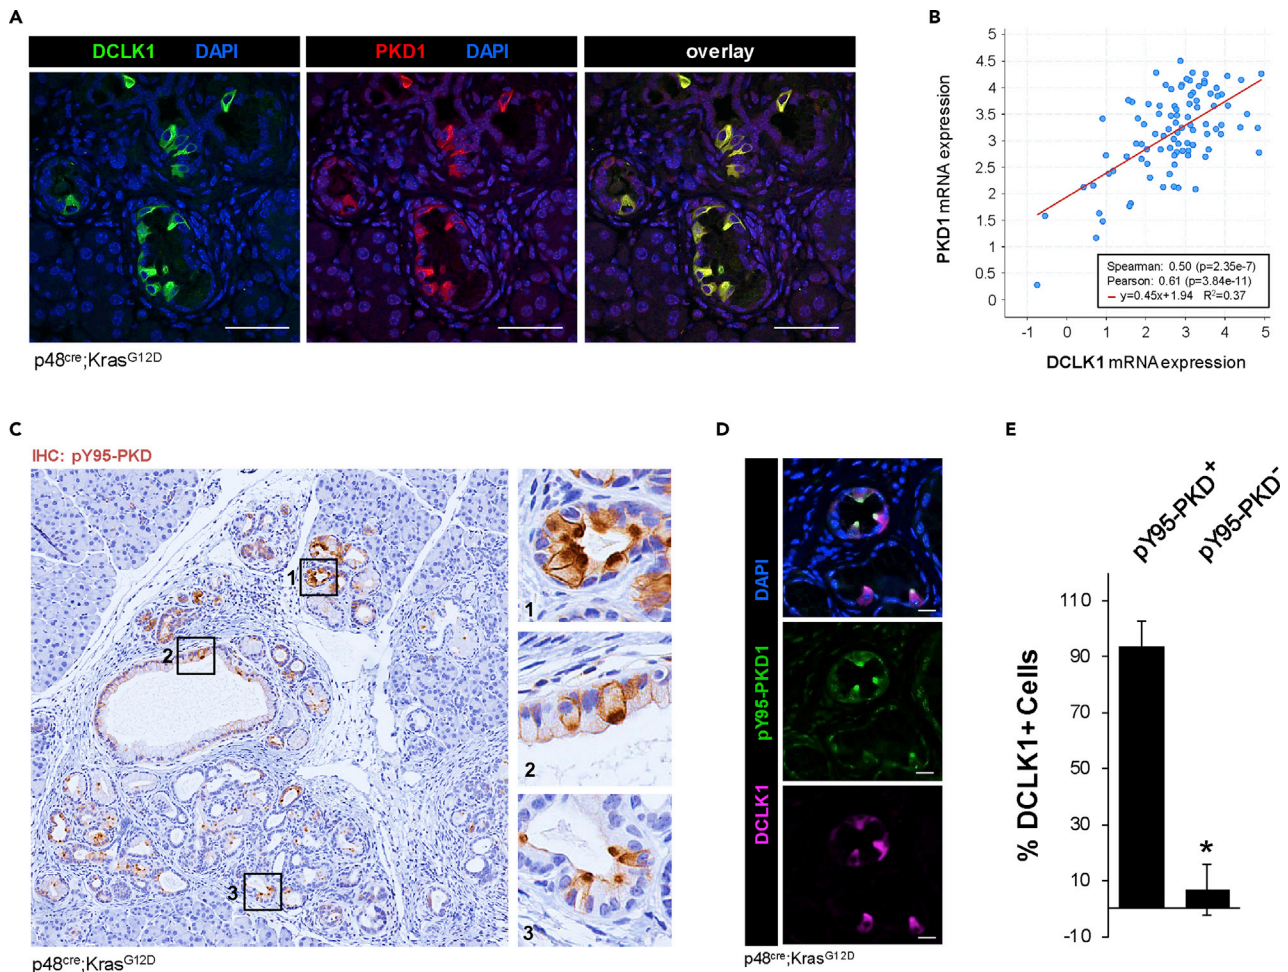 A
DCLK1 DAPI
PKD1 DAPI
overlay
p48cre;KrasG12D
B
PKD1 mRNA expression
5
4.5
4
3.5
3
2.5
2
1.5
1
0.5
0
Spearman: 0.50 (p=2.35e-7)
Pearson: 0.61 (p=3.84e-11)
y=0.45x+1.94 R2=0.37
-1 0 1 2 3 4 5
DCLK1 mRNA expression
C
IHC: pY95-PKD
1
2
3
1
2
3
p48cre;KrasG12D
D
DAPI
pY95-PKD1
DCLK1
p48cre;KrasG12D
E
pY95-PKD+
pY95-PKD-
% DCLK1+ Cells
110
90
70
50
30
10
-10
*